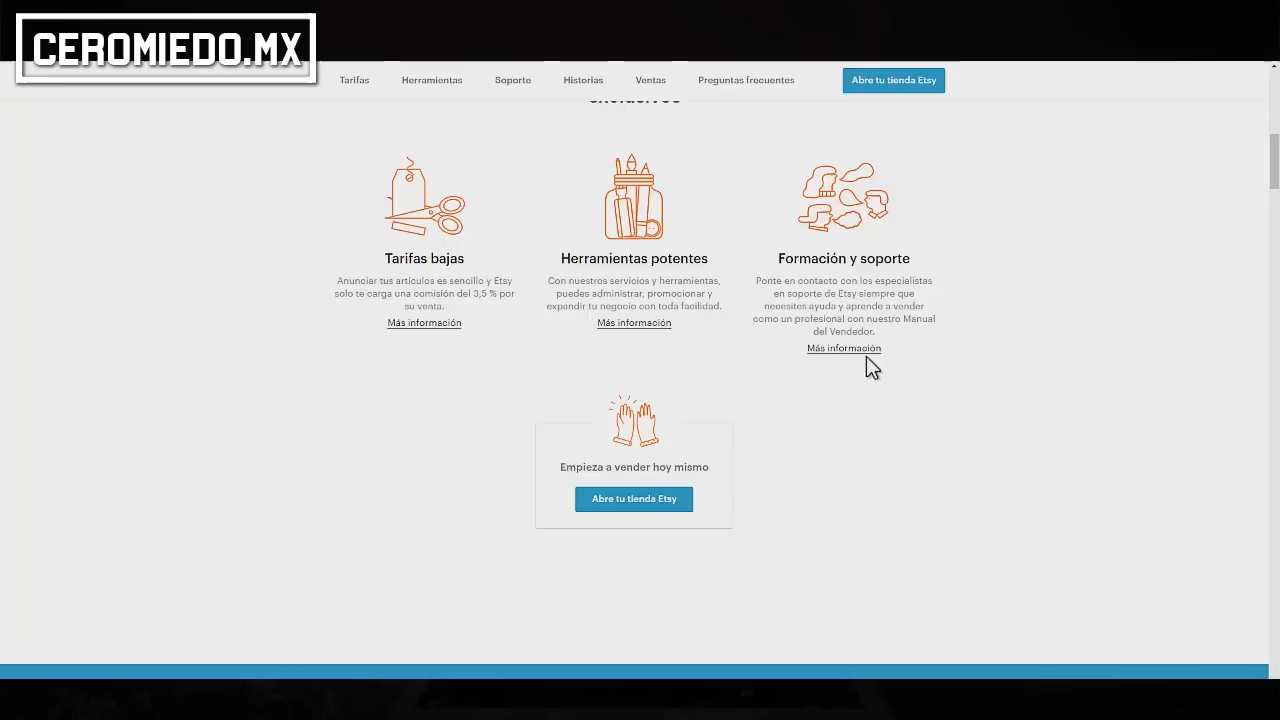 CEROMIEDO.MX
Tarifas Herramientas Soporte Historias Ventas Preguntas frecuentes Abre tu tienda Etsy
Tarifas bajas
Anunciar tus artículos es sencillo y Etsy
solo te carga una comisión del 3,5 % por
su venta.
Más información
Herramientas potentes
Con nuestros servicios y herramientas,
puedes administrar, promocionar y
expandir tu negocio con toda facilidad.
Más información
Formación y soporte
Ponte en contacto con los especialistas
en soporte de Etsy siempre que
necesites ayuda y aprende a vender
como un profesional con nuestro Manual
del Vendedor.
Más información
Empieza a vender hoy mismo
Abre tu tienda Etsy